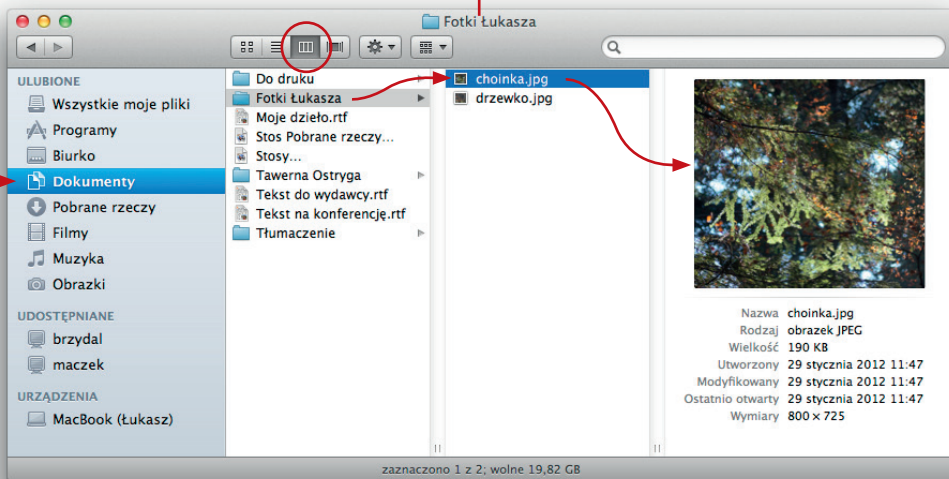 Fotki Łukasza
ULUBIONE
Wszystkie moje pliki
Programy
Biurko
Dokumenty
Pobrane rzeczy
Filmy
Muzyka
Obrazki
UDOSTĘPNIANE
brzydal
maczek
URZĄDZENIA
MacBook (Łukasz)
Do druku
Fotki Łukasza
Moje dzieło.rtf
Stos Pobrane rzeczy...
Stosy...
Tawerna Ostryga
Tekst do wydawcy.rtf
Tekst na konferencję.rtf
Tłumaczenie
choinka.jpg
drzewko.jpg
Nazwa choinka.jpg
Rodzaj obrazek JPEG
Wielkość 190 KB
Utworzony 29 stycznia 2012 11:47
Modyfikowany 29 stycznia 2012 11:47
Ostatnio otwarty 29 stycznia 2012 11:47
Wymiary 800 × 725
zaznaczono 1 z 2; wolne 19,82 GB